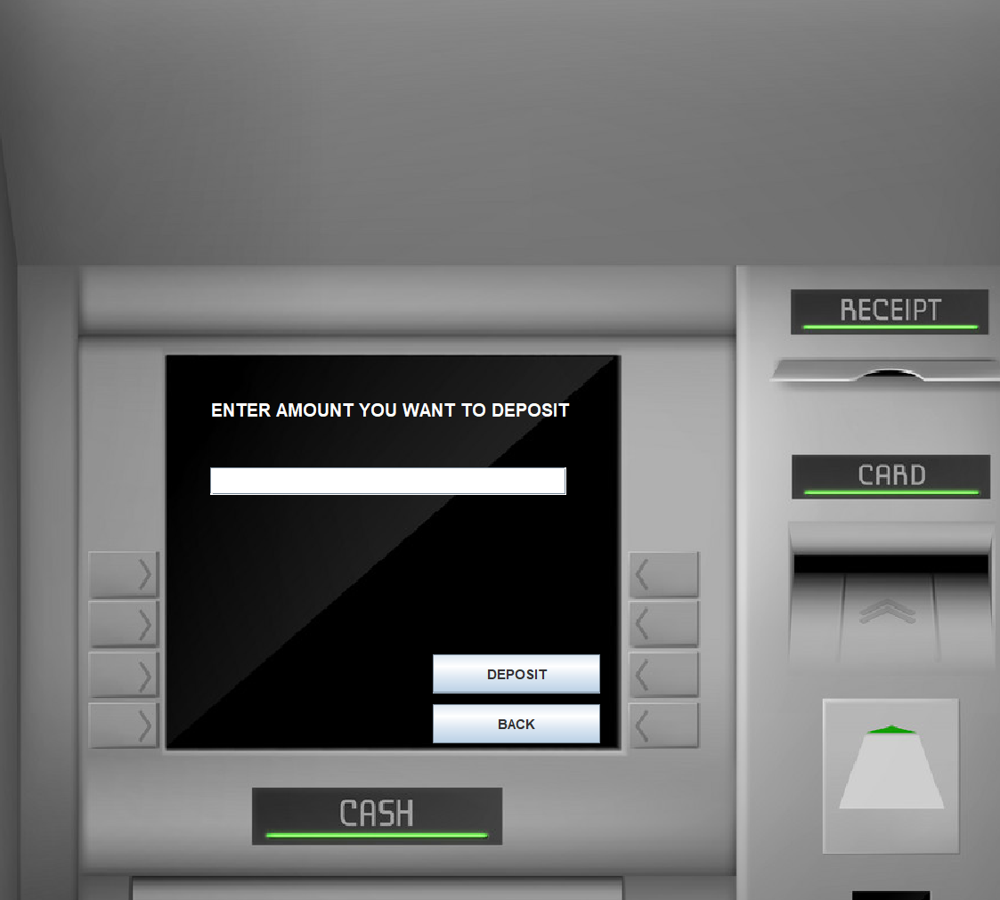 RECEIPT
ENTER AMOUNT YOU WANT TO DEPOSIT
CARD
DEPOSIT
BACK
CASH